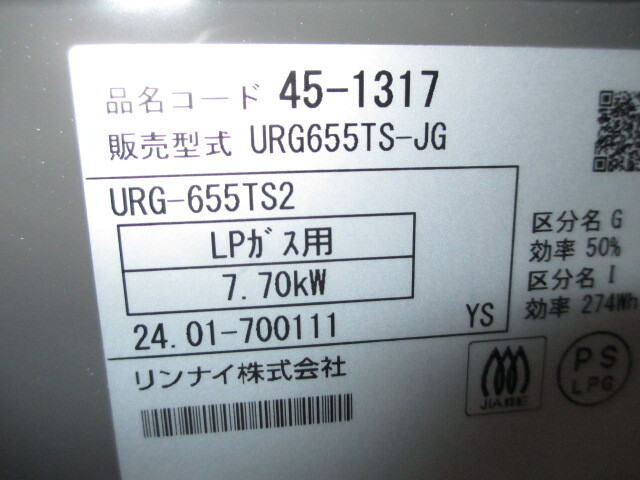 品名コード 45-1317
販売型式 URG655TS-JG
URG-655TS2
LPガス用
7.70kW
24.01-700111 YS
リンナイ株式会社
区分名 G
効率 50%
区分名 I
効率 274Wh
JIA
PS
LPG